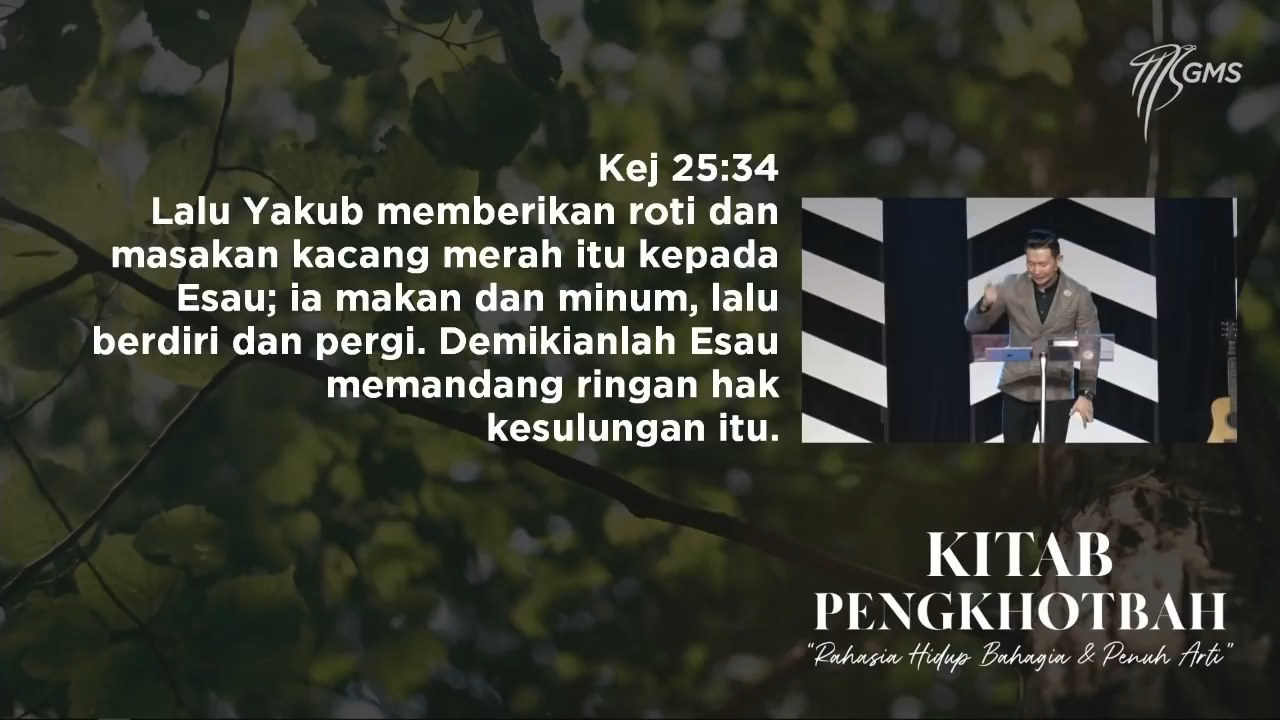 GMS
Kej 25:34
Lalu Yakub memberikan roti dan
masakan kacang merah itu kepada
Esau; ia makan dan minum, lalu
berdiri dan pergi. Demikianlah Esau
memandang ringan hak
kesulungan itu.
KITAB
PENGKHOTBAH
“Rahasia Hidup Bahagia & Penuh Arti”